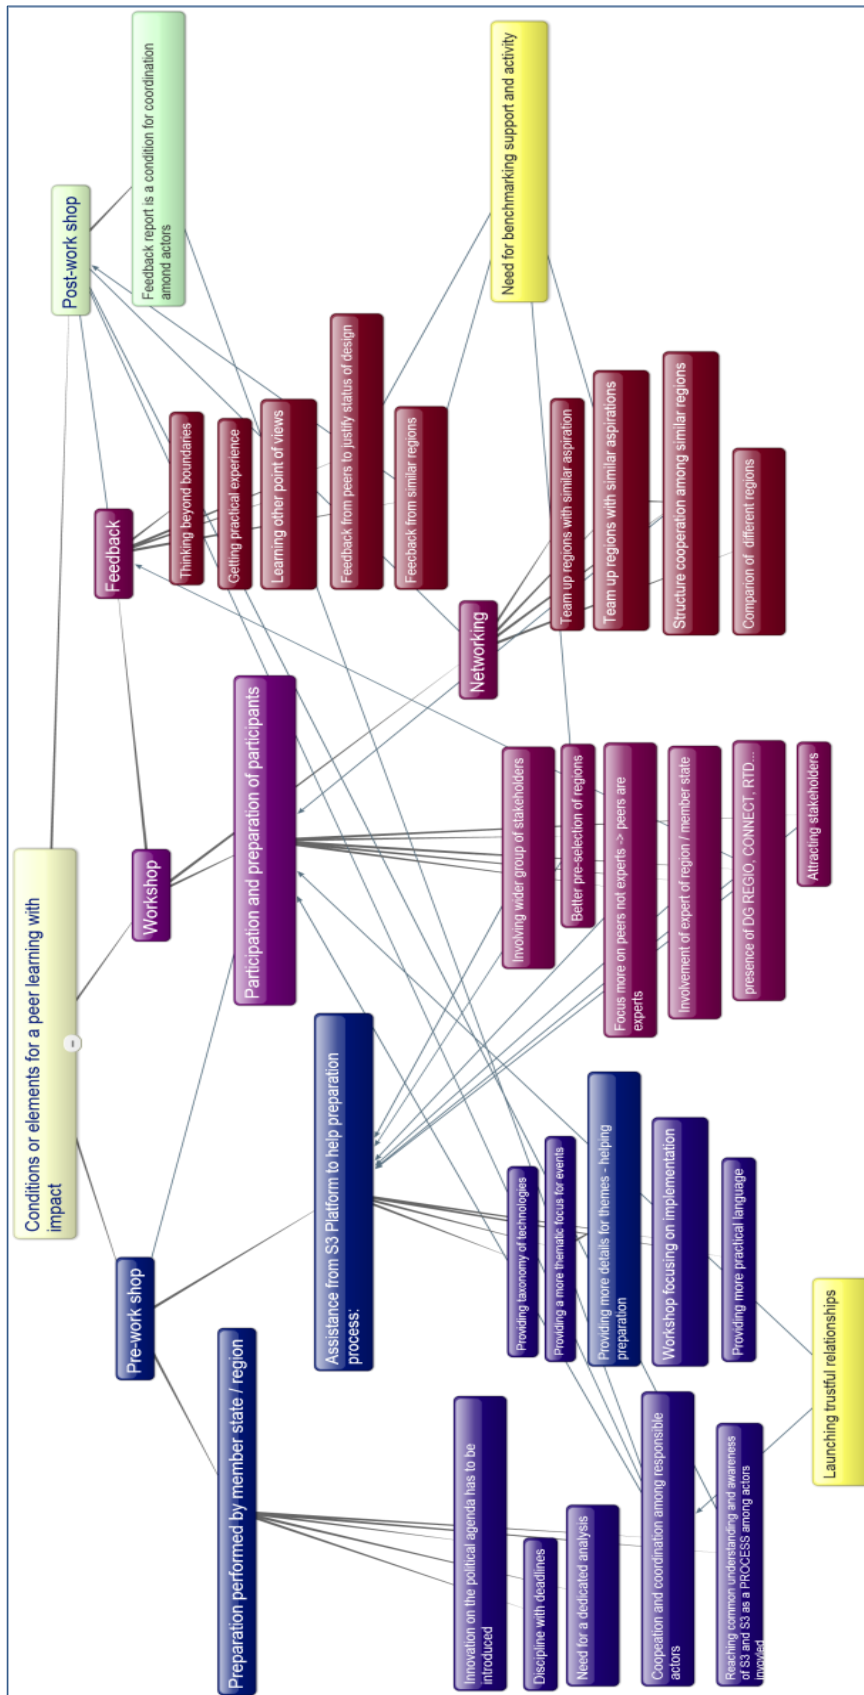 Conditions or elements for a peer learning with
impact
Pre-work shop
Workshop
Post-work shop
Preparation performed by member state / region
Assistance from S3 Platform to help preparation
process:
Participation and preparation of participants
Feedback
Feedback report is a condition for coordination
amond actors
Innovation on the political agenda has to be
introduced
Discipline with deadlines
Need for a dedicated analysis
Coopeation and coordination among responsible
actors
Reaching common understanding and awareness
of S3 and S3 as a PROCESS among actors
invovled
Providing taxonomy of technologies
Providing a more thematic focus for events
Providing more details for themes - helping
preparation
Workshop focusing on implementation
Providing more practical language
Involving wider group of stakeholders
Better pre-selection of regions
Focus more on peers not experts -> peers are
experts
Involvement of expert of region / member state
presence of DG REGIO, CONNECT, RTD...
Attracting stakeholders
Networking
Team up regions with similar aspiration
Team up regions with similar aspirations
Structure cooperation among similar regions
Comparion of different regions
Thinking beyond boundaries
Getting practical experience
Learning other point of views
Feedback from peers to justify status of design
Feecback from similar regions
Need for benchmarking support and activity
Launching trustful relationships